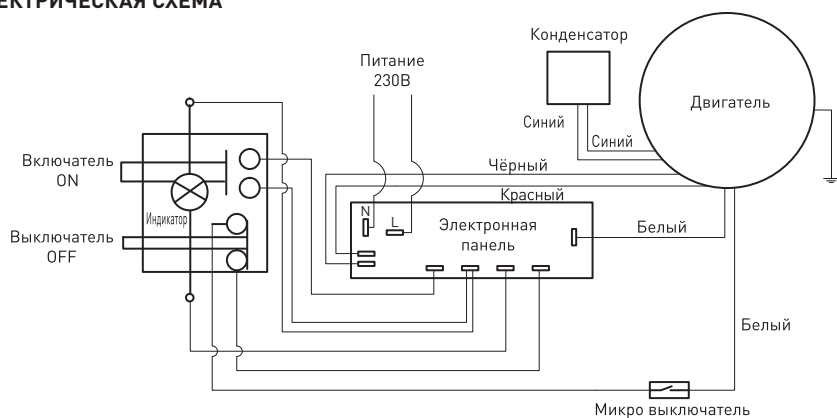 ЕКТРИЧЕСКАЯ СХЕМА
Конденсатор
Питание
230В
Двигатель
Синий
Синий
Включатель
ON
Чёрный
Красный
Индикатор
N
L
Электронная
панель
Белый
Выключатель
OFF
Белый
Микро выключатель